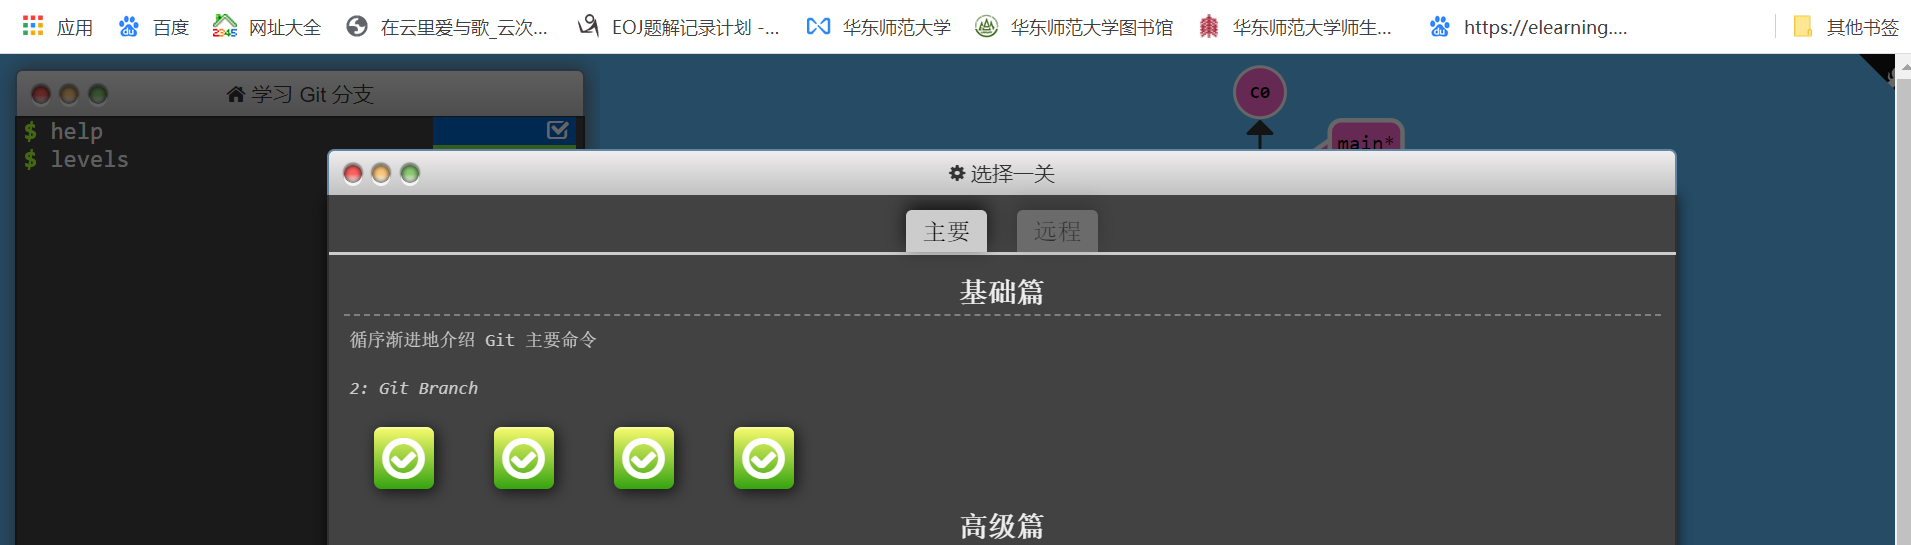 应用 百度 网址大全 在云里爱与歌_云次... EOJ题解记录计划 -... 华东师范大学 华东师范大学图书馆 华东师范大学师生... https://elearning.... 其他书签
学习 Git 分支
$ help
$ levels
C0
main*
选择一关
主要 远程
基础篇
循序渐进地介绍 Git 主要命令
2: Git Branch
高级篇